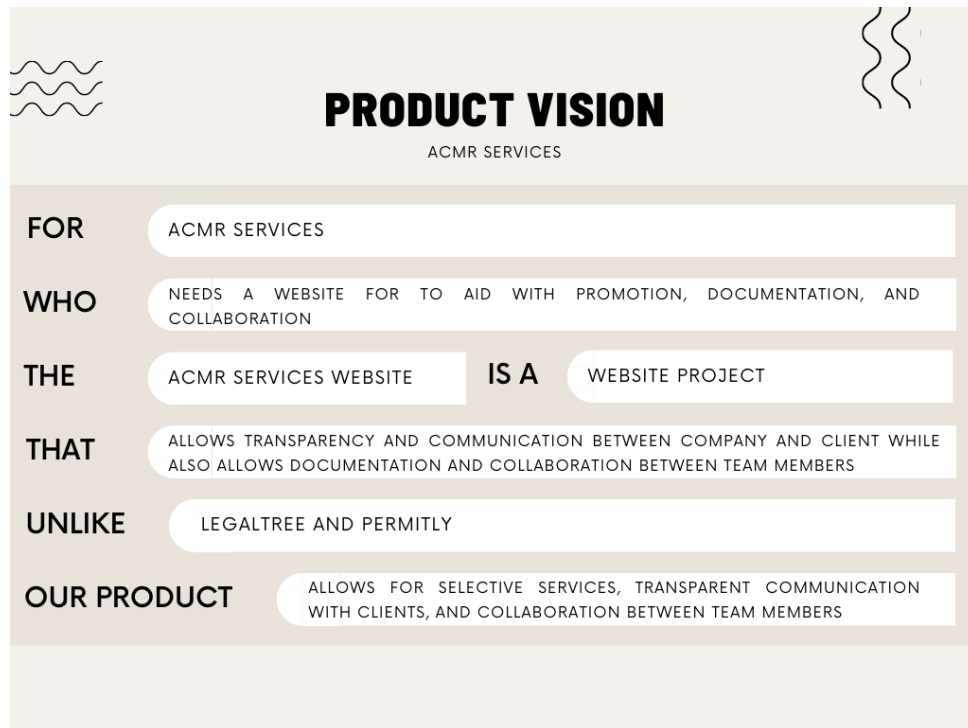 PRODUCT VISION
ACMR SERVICES
FOR
ACMR SERVICES
WHO
NEEDS A WEBSITE FOR TO AID WITH PROMOTION, DOCUMENTATION, AND
COLLABORATION
THE
ACMR SERVICES WEBSITE
IS A
WEBSITE PROJECT
THAT
ALLOWS TRANSPARENCY AND COMMUNICATION BETWEEN COMPANY AND CLIENT WHILE
ALSO ALLOWS DOCUMENTATION AND COLLABORATION BETWEEN TEAM MEMBERS
UNLIKE
LEGALTREE AND PERMITLY
OUR PRODUCT
ALLOWS FOR SELECTIVE SERVICES, TRANSPARENT COMMUNICATION
WITH CLIENTS, AND COLLABORATION BETWEEN TEAM MEMBERS